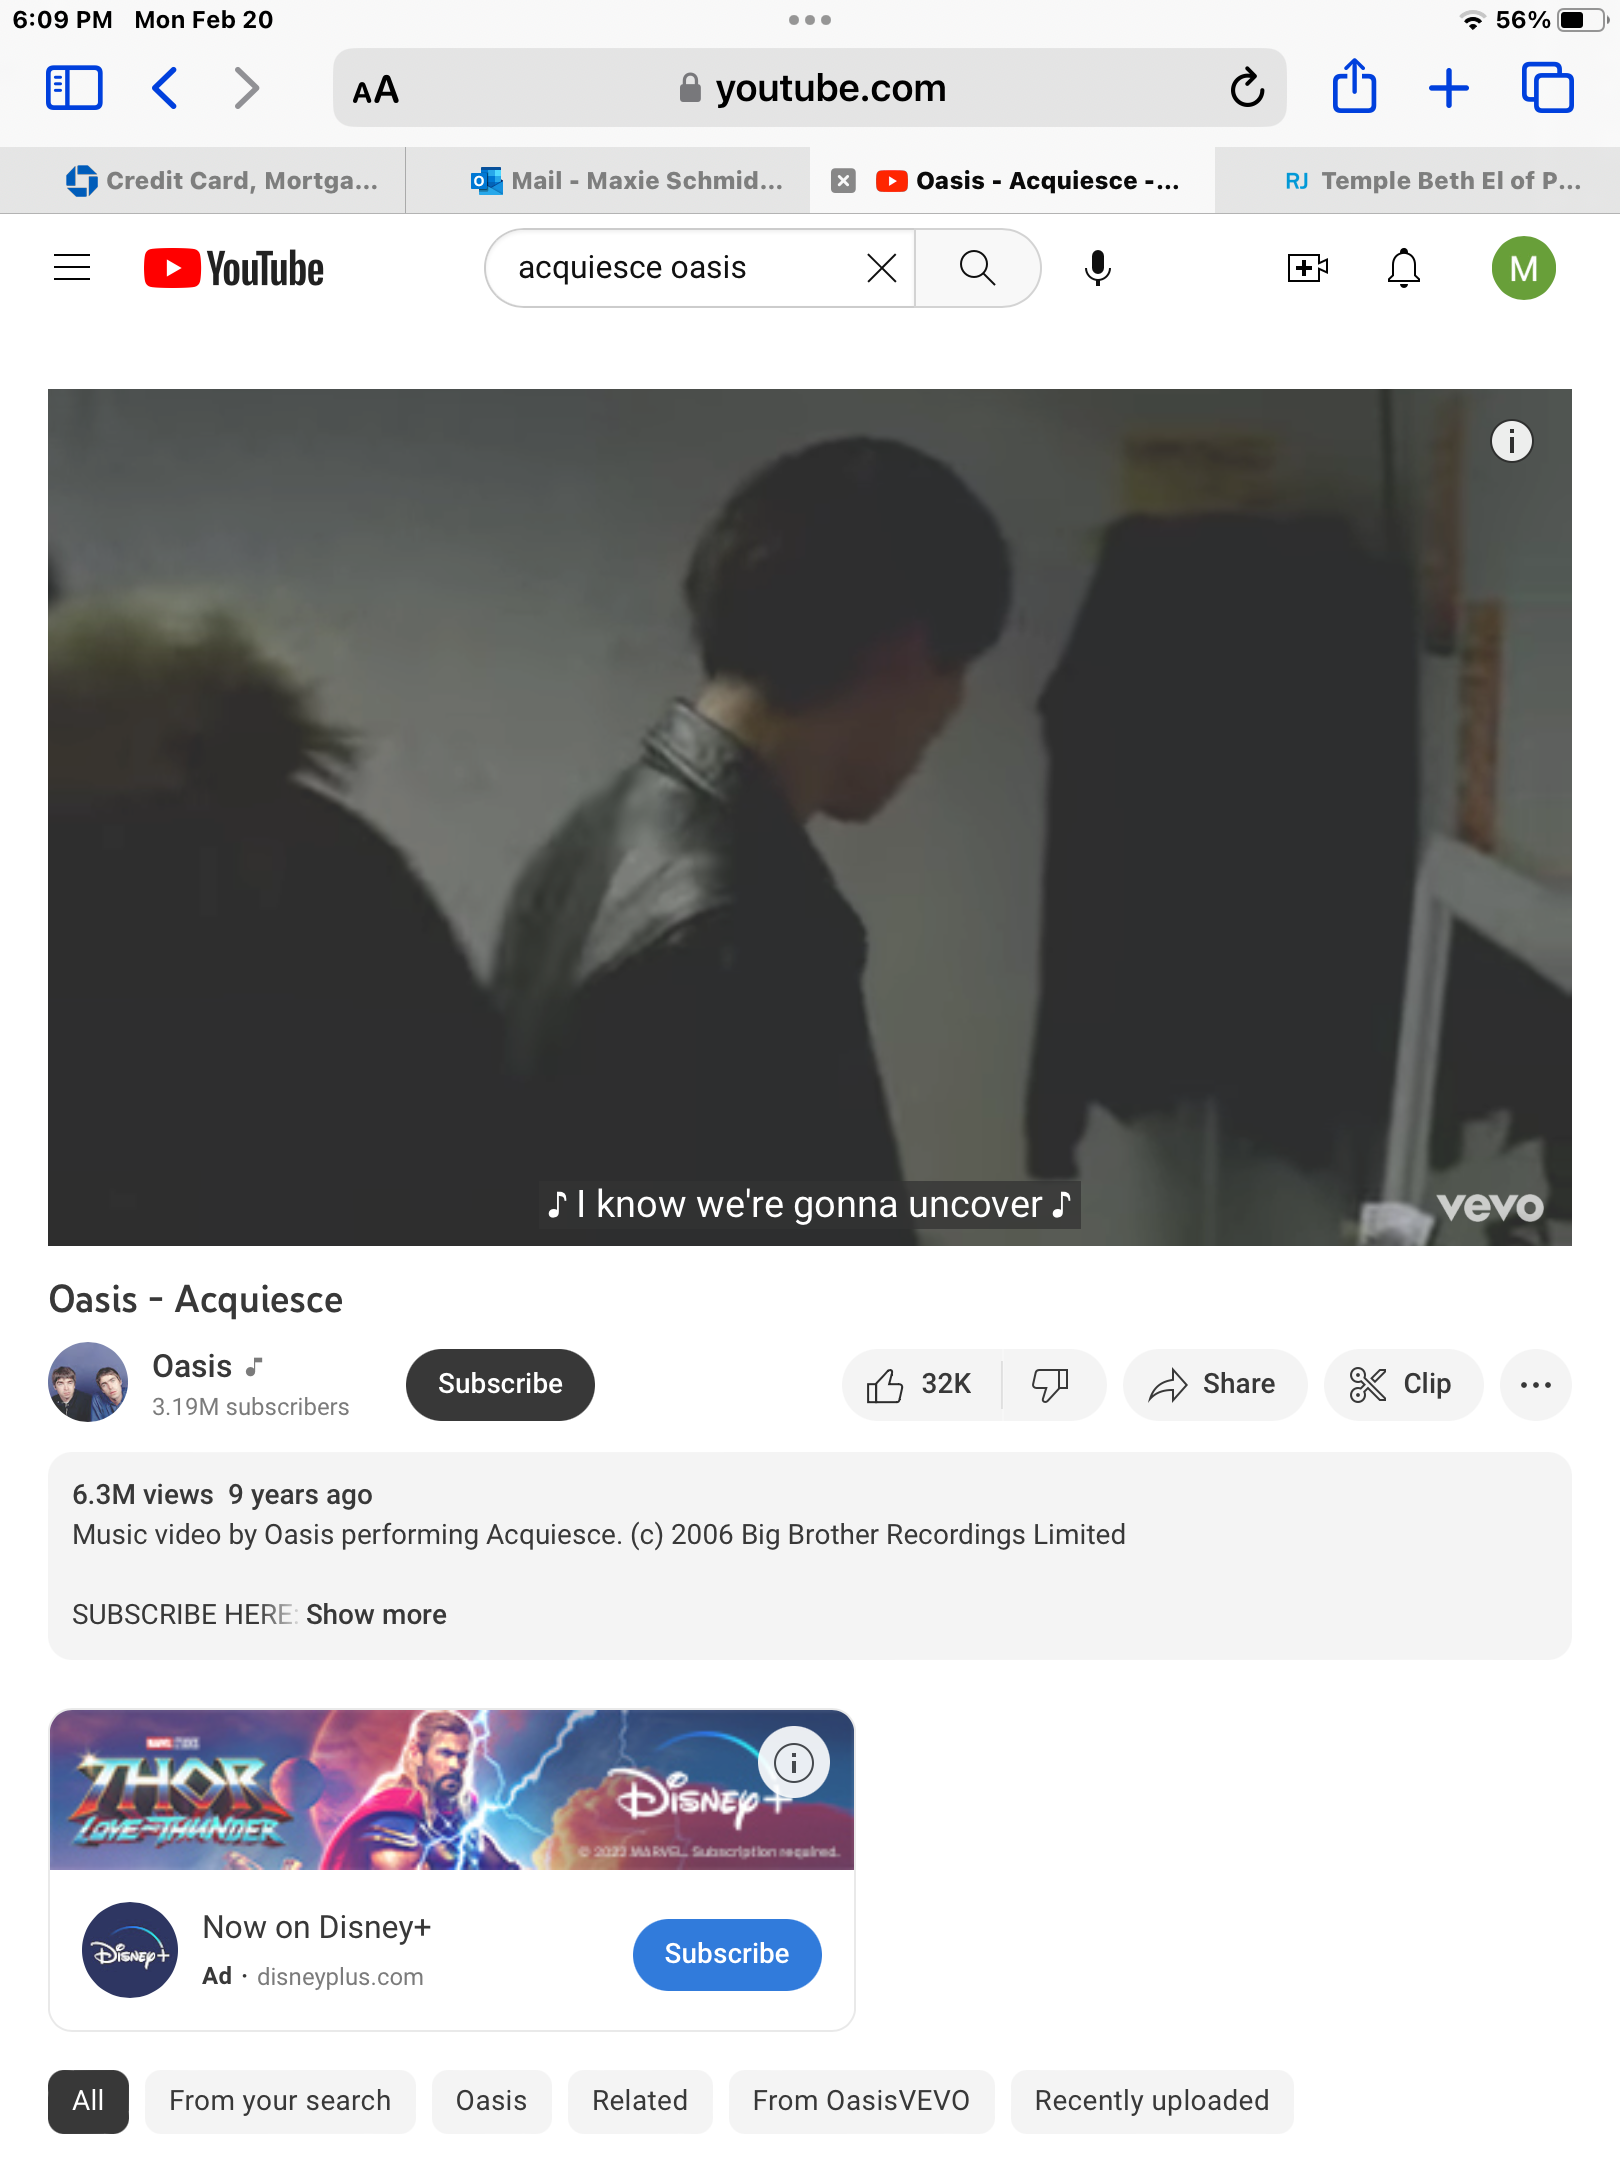 6:09 PM Mon Feb 20
56%
AA youtube.com
Credit Card, Mortga...
Mail - Maxie Schmid...
Oasis - Acquiesce -...
RJ Temple Beth El of P...
YouTube
acquiesce oasis
M
♪ I know we're gonna uncover ♪
vevo
Oasis - Acquiesce
Oasis
3.19M subscribers
Subscribe
32K
Share
Clip
6.3M views 9 years ago
Music video by Oasis performing Acquiesce. (c) 2006 Big Brother Recordings Limited
SUBSCRIBE HERE: Show more
MARVEL STUDIOS
THOR
LOVE AND THUNDER
Disney+
© 2022 MARVEL. Subscription required.
Disney+
Now on Disney+
Ad · disneyplus.com
Subscribe
All
From your search
Oasis
Related
From OasisVEVO
Recently uploaded